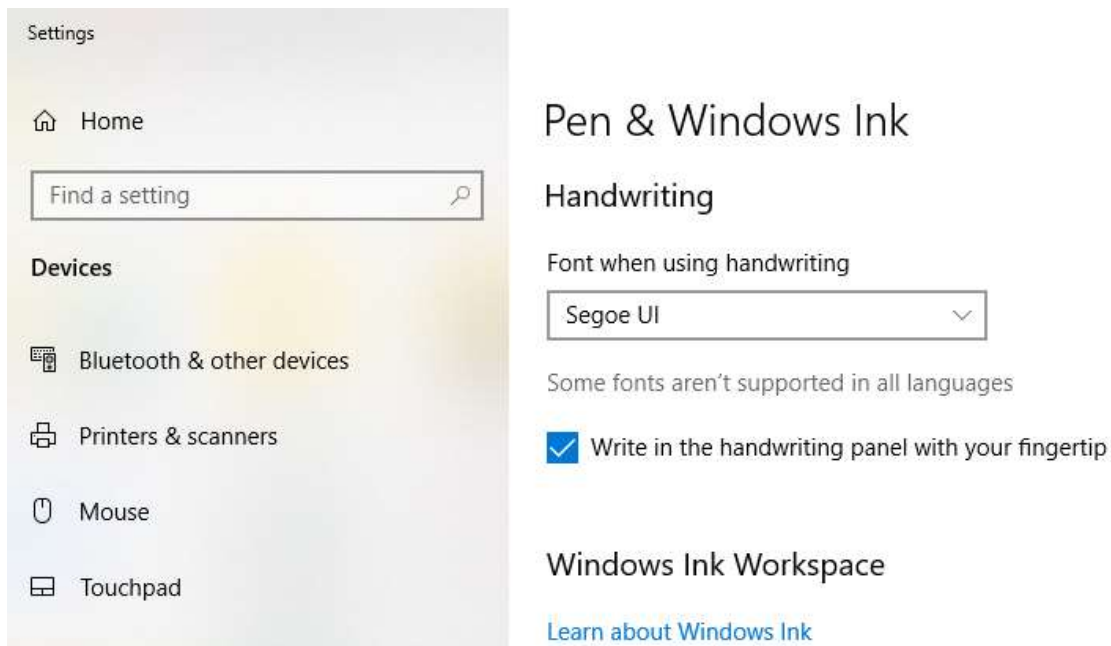 Settings
Home
Find a setting
Devices
Bluetooth & other devices
Printers & scanners
Mouse
Touchpad
Pen & Windows Ink
Handwriting
Font when using handwriting
Segoe UI
Some fonts aren't supported in all languages
Write in the handwriting panel with your fingertip
Windows Ink Workspace
Learn about Windows Ink